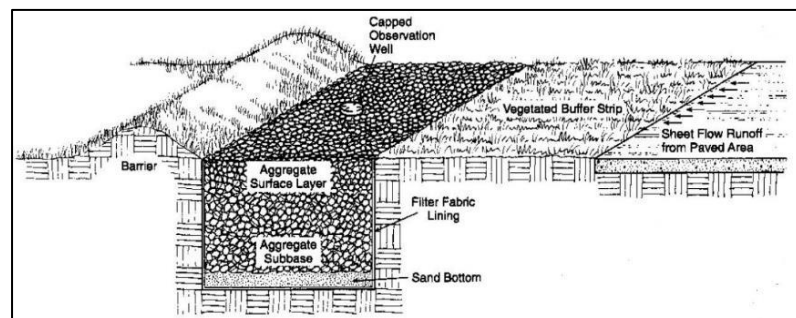 Capped
Observation
Well
Vegetated Buffer Strip
Sheet Flow Runoff
from Paved Area
Barrier
Aggregate
Surface Layer
Filter Fabric
Lining
Aggregate
Subbase
Sand Bottom